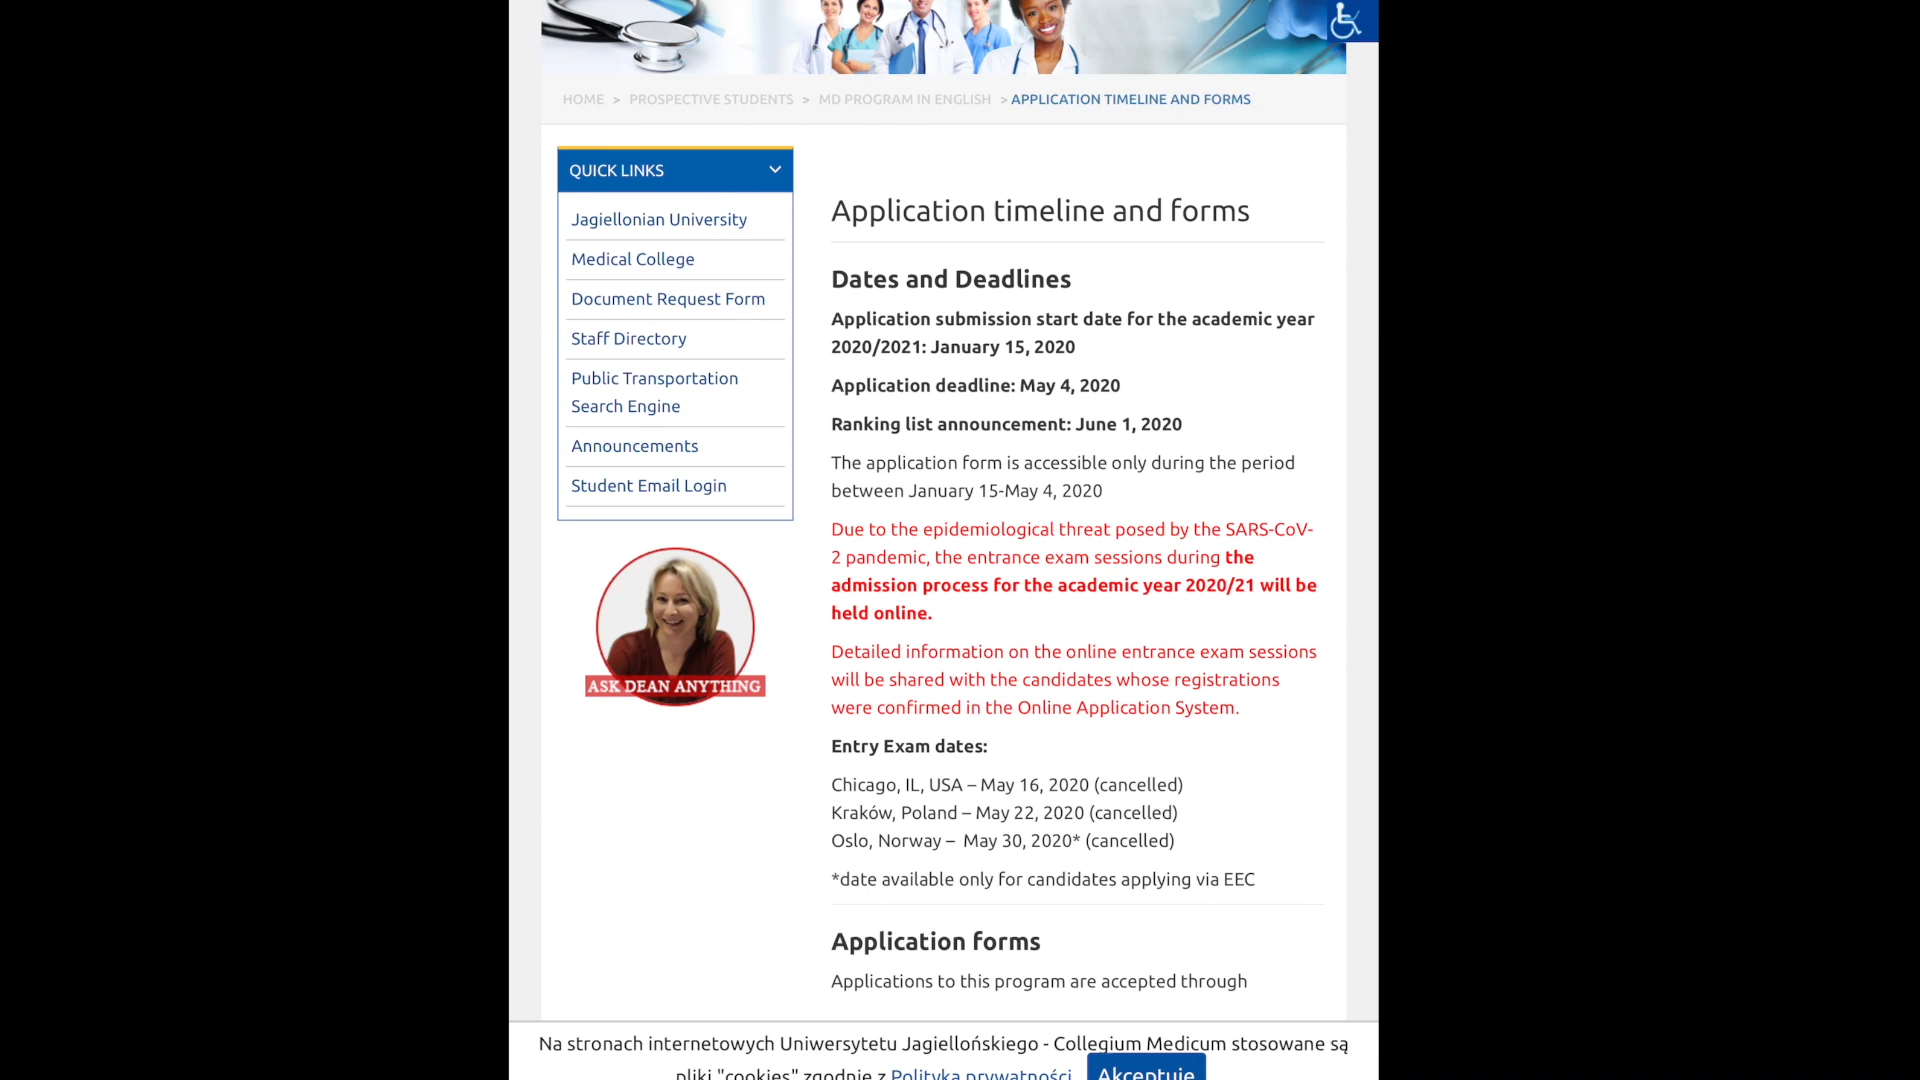 HOME > PROSPECTIVE STUDENTS > MD PROGRAM IN ENGLISH > APPLICATION TIMELINE AND FORMS
QUICK LINKS
Jagiellonian University
Medical College
Document Request Form
Staff Directory
Public Transportation
Search Engine
Announcements
Student Email Login
ASK DEAN ANYTHING
Application timeline and forms
Dates and Deadlines
Application submission start date for the academic year
2020/2021: January 15, 2020
Application deadline: May 4, 2020
Ranking list announcement: June 1, 2020
The application form is accessible only during the period
between January 15-May 4, 2020
Due to the epidemiological threat posed by the SARS-CoV-
2 pandemic, the entrance exam sessions during the
admission process for the academic year 2020/21 will be
held online.
Detailed information on the online entrance exam sessions
will be shared with the candidates whose registrations
were confirmed in the Online Application System.
Entry Exam dates:
Chicago, IL, USA – May 16, 2020 (cancelled)
Kraków, Poland – May 22, 2020 (cancelled)
Oslo, Norway – May 30, 2020* (cancelled)
*date available only for candidates applying via EEC
Application forms
Applications to this program are accepted through
Na stronach internetowych Uniwersytetu Jagiellońskiego - Collegium Medicum stosowane są
pliki "cookies" zgodnie z Polityką prywatności Akceptuję